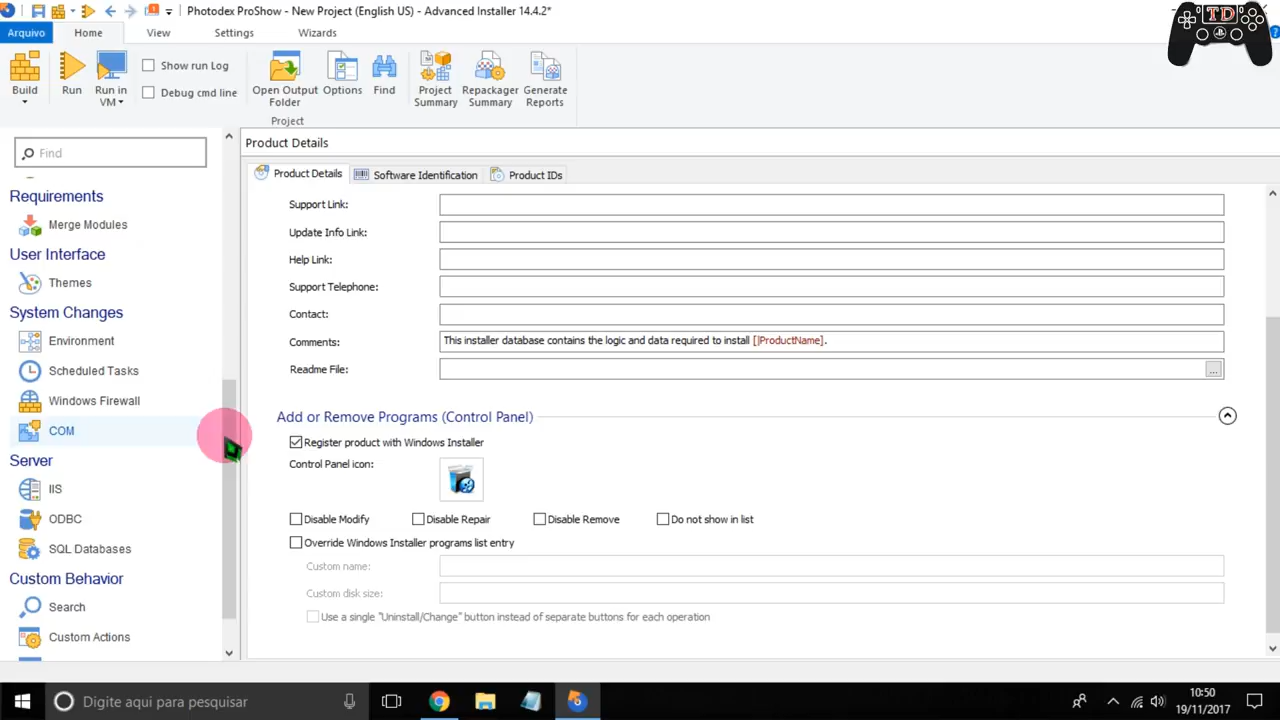 Photodex ProShow - New Project (English US) - Advanced Installer 14.4.2*
TD
Arquivo Home View Settings Wizards
Build
Run
Run in VM
Show run Log
Debug cmd line
Open Output Folder
Options
Find
Project Summary
Repackager Summary
Generate Reports
Project
Find
Requirements
Merge Modules
User Interface
Themes
System Changes
Environment
Scheduled Tasks
Windows Firewall
COM
Server
IIS
ODBC
SQL Databases
Custom Behavior
Search
Custom Actions
Product Details
Product Details Software Identification Product IDs
Support Link:
Update Info Link:
Help Link:
Support Telephone:
Contact:
Comments: This installer database contains the logic and data required to install [|ProductName].
Readme File: ...
Add or Remove Programs (Control Panel)
Register product with Windows Installer
Control Panel icon:
Disable Modify Disable Repair Disable Remove Do not show in list
Override Windows Installer programs list entry
Custom name:
Custom disk size:
Use a single "Uninstall/Change" button instead of separate buttons for each operation
Digite aqui para pesquisar
10:50
19/11/2017